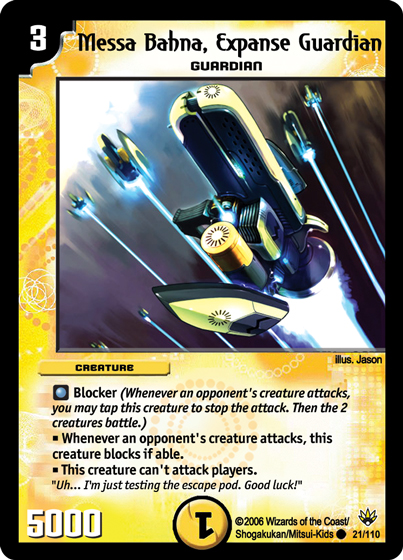 3 Messa Bahna, Expanse Guardian
GUARDIAN
illus. Jason
CREATURE
Blocker (Whenever an opponent's creature attacks,
you may tap this creature to stop the attack. Then the 2
creatures battle.)
▪ Whenever an opponent's creature attacks, this
creature blocks if able.
▪ This creature can't attack players.
"Uh... I'm just testing the escape pod. Good luck!"
5000
1
©2006 Wizards of the Coast/
Shogakukan/Mitsui-Kids ● 21/110